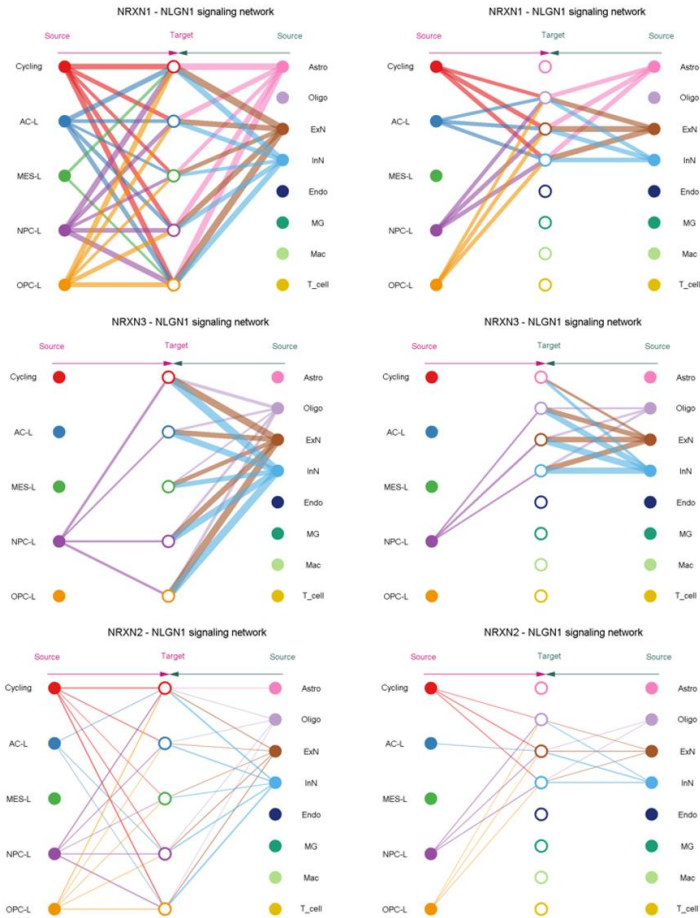 NRXN1 - NLGN1 signaling network
NRXN1 - NLGN1 signaling network
Source Target Source
Target Source
Source
Cycling Astro
Oligo
AC-L ExN
InN
MES-L Endo
MG
NPC-L Mac
OPC-L T_cell
Cycling Astro
Oligo
AC-L ExN
InN
MES-L Endo
MG
NPC-L Mac
OPC-L T_cell
NRXN3 - NLGN1 signaling network
NRXN3 - NLGN1 signaling network
Source Target Source
Source Target Source
Cycling Astro
Oligo
AC-L ExN
InN
MES-L Endo
MG
NPC-L Mac
OPC-L T_cell
Cycling Astro
Oligo
AC-L ExN
InN
MES-L Endo
MG
NPC-L Mac
OPC-L T_cell
NRXN2 - NLGN1 signaling network
NRXN2 - NLGN1 signaling network
Source Target Source
Source Target Source
Cycling Astro
Oligo
AC-L ExN
InN
MES-L Endo
MG
NPC-L Mac
OPC-L T_cell
Cycling Astro
Oligo
AC-L ExN
InN
MES-L Endo
MG
NPC-L Mac
OPC-L T_cell